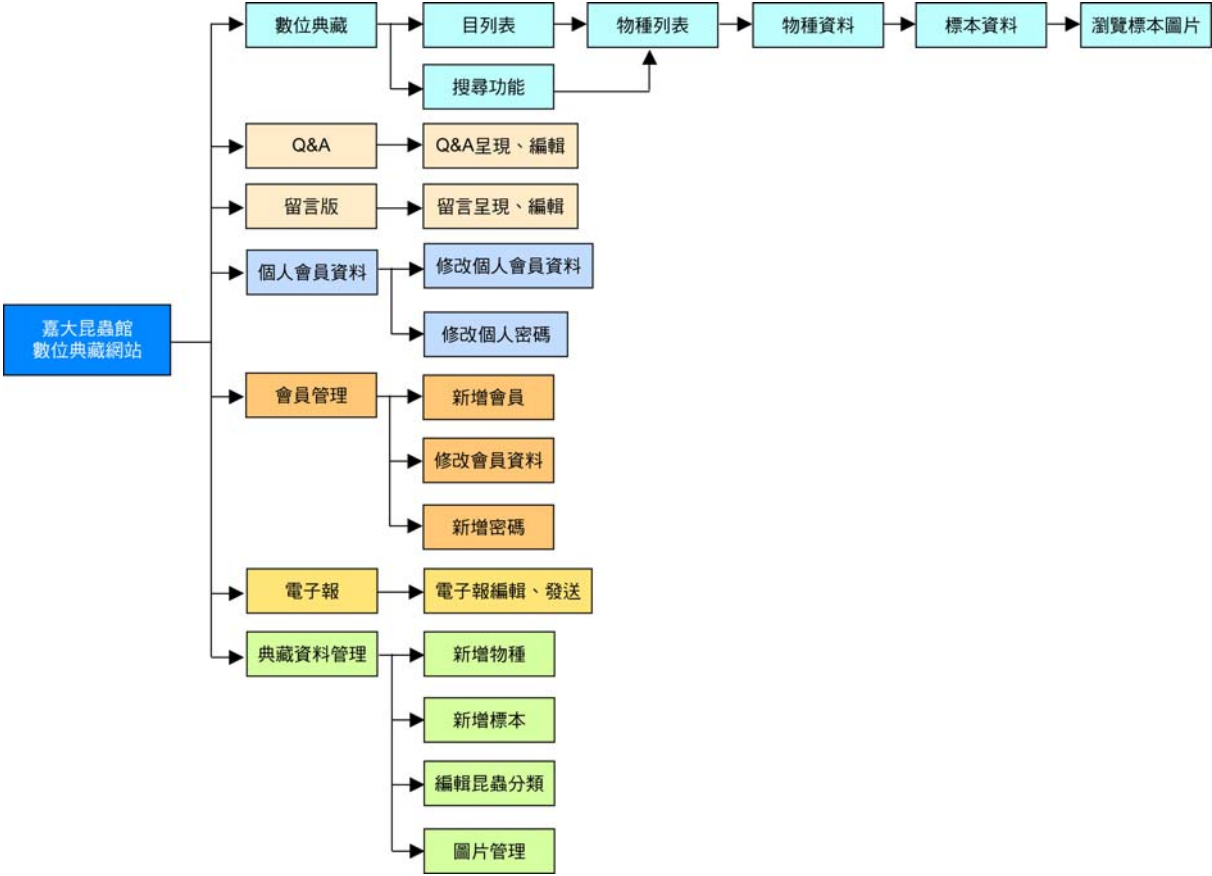 數位典藏
目列表
物種列表
物種資料
標本資料
瀏覽標本圖片
搜尋功能
Q&A
Q&A呈現、編輯
留言版
留言呈現、編輯
個人會員資料
修改個人會員資料
修改個人密碼
嘉大昆蟲館
數位典藏網站
會員管理
新增會員
修改會員資料
新增密碼
電子報
電子報編輯、發送
典藏資料管理
新增物種
新增標本
編輯昆蟲分類
圖片管理